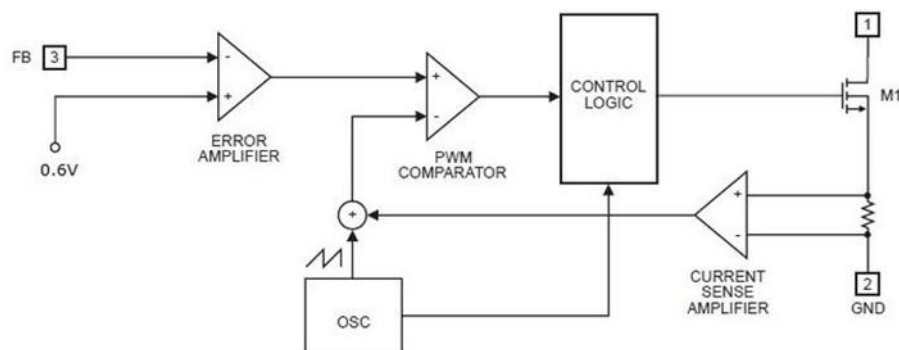 1
FB 3
-
+
0.6V
ERROR
AMPLIFIER
+
-
PWM
COMPARATOR
CONTROL
LOGIC
M1
+
+
-
CURRENT
SENSE
AMPLIFIER
2
GND
OSC